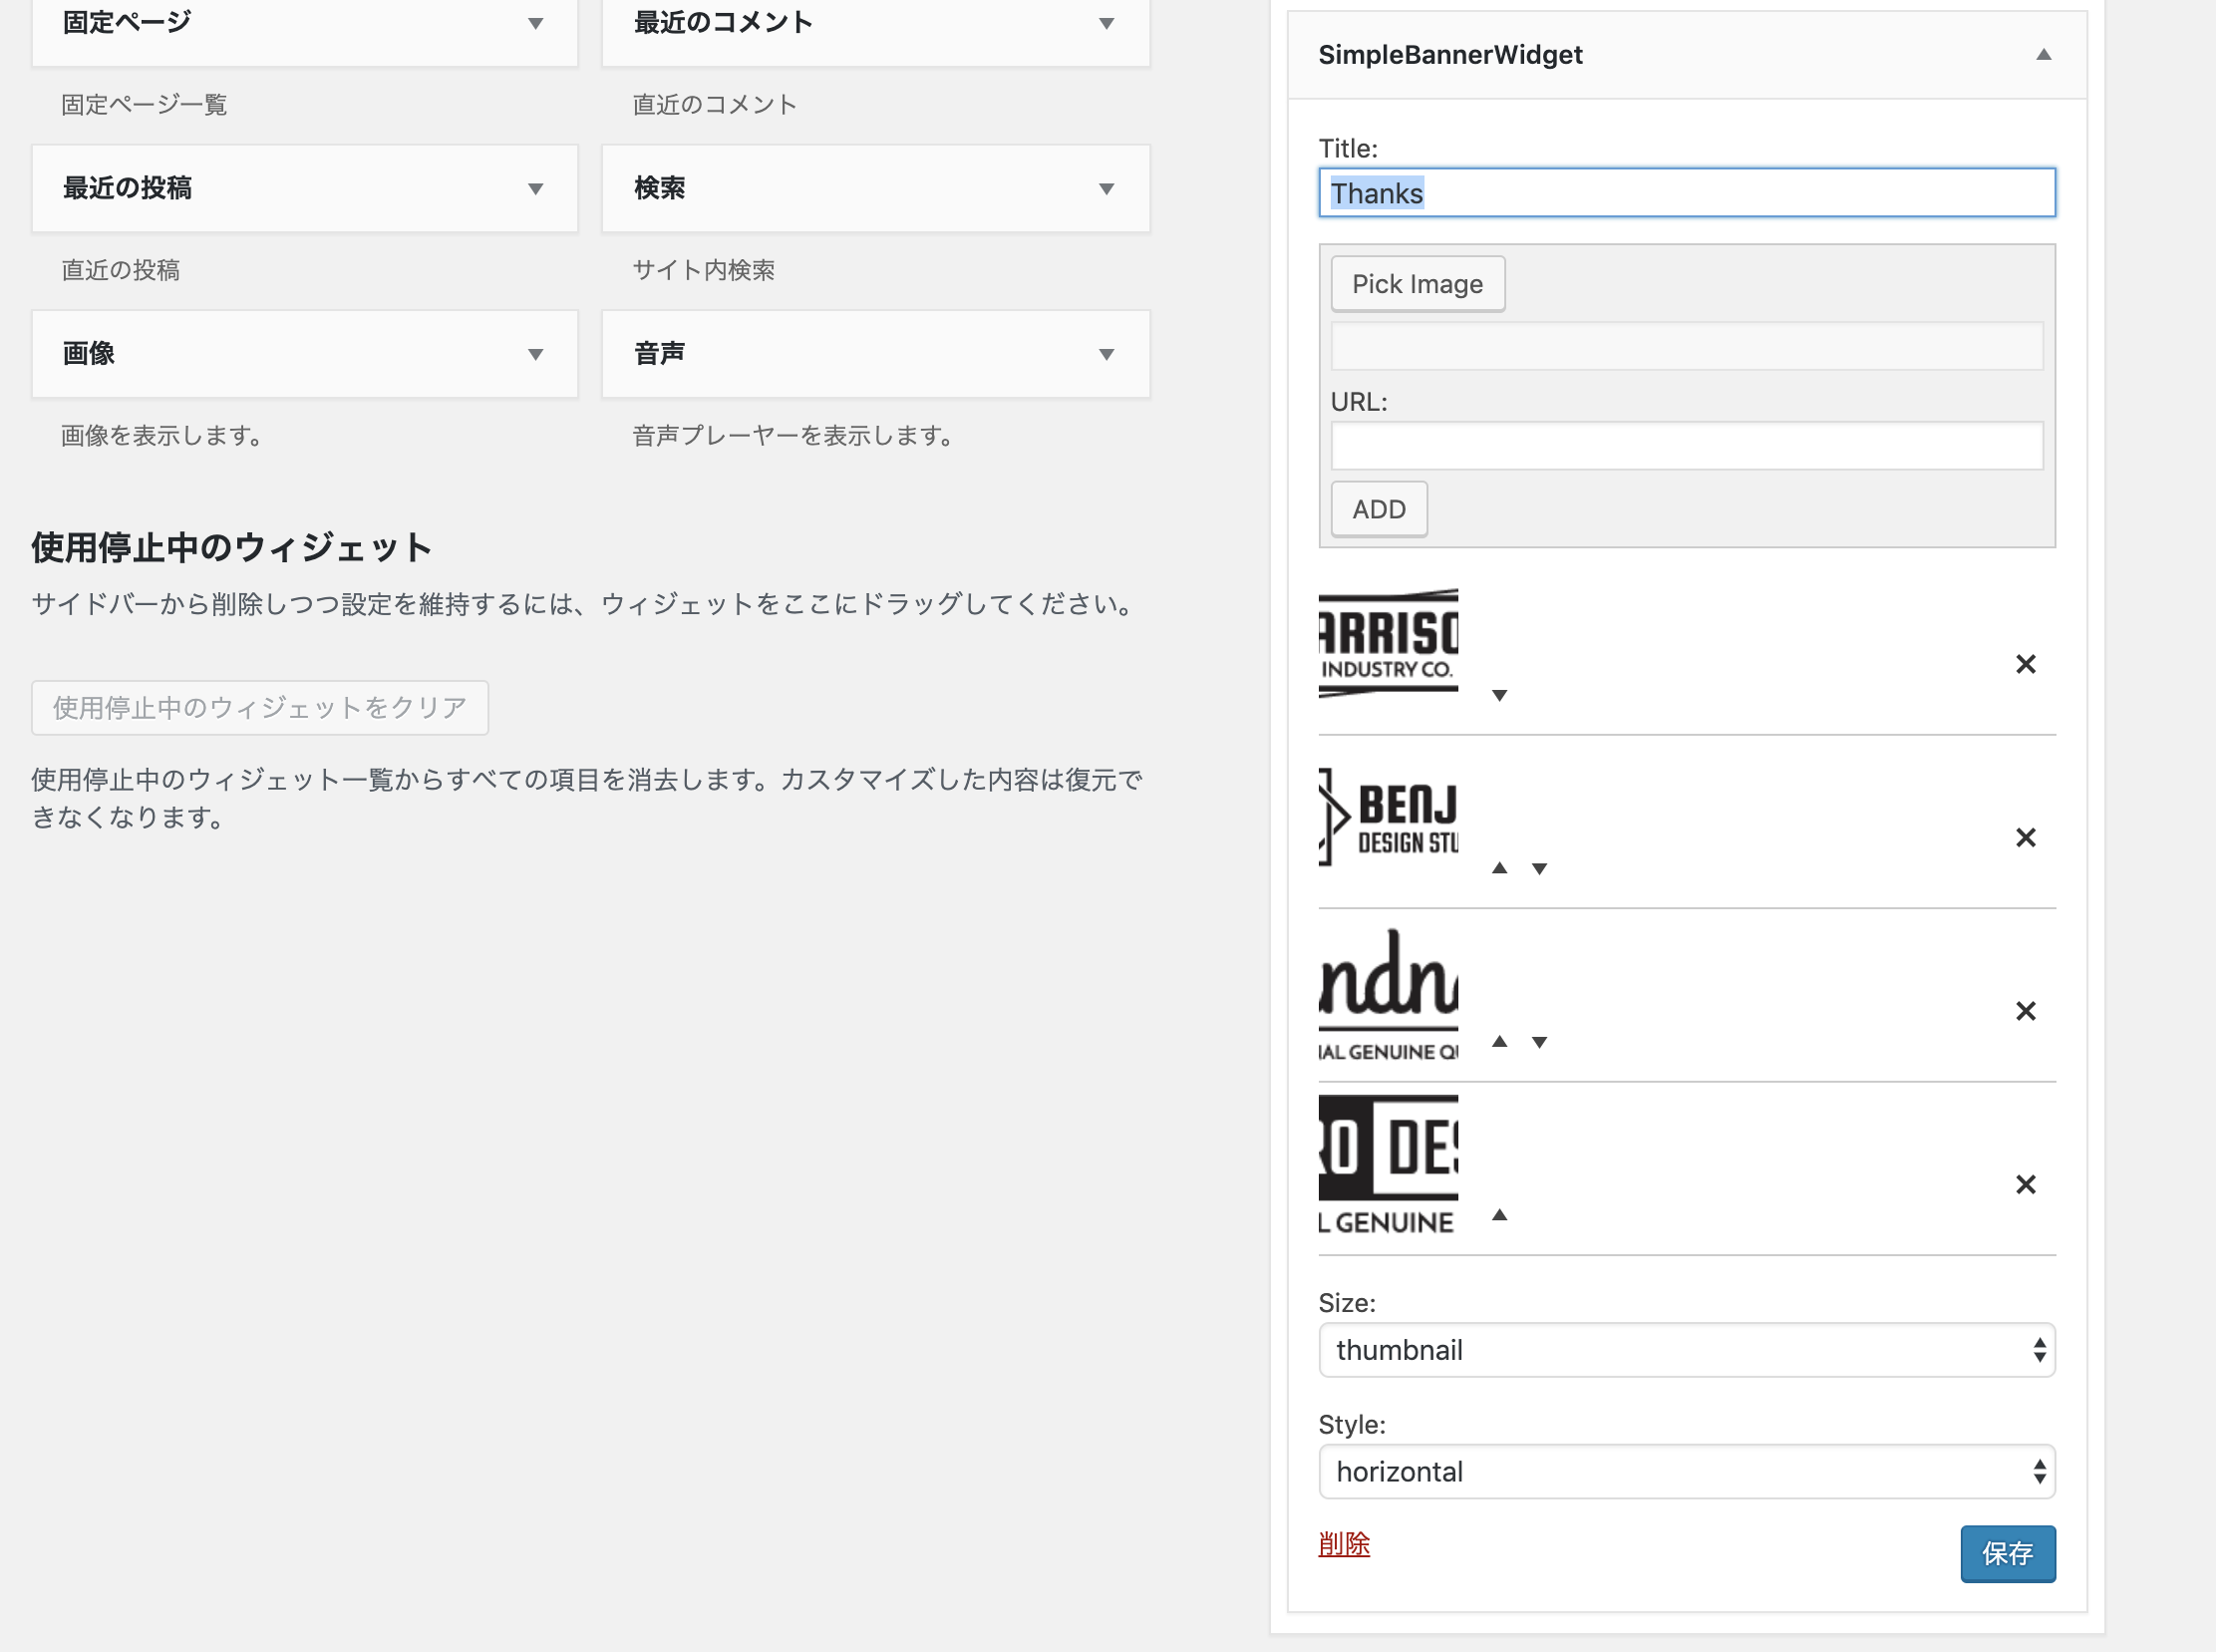 固定ページ
最近のコメント
固定ページ一覧
直近のコメント
最近の投稿
検索
直近の投稿
サイト内検索
画像
音声
画像を表示します。
音声プレーヤーを表示します。
使用停止中のウィジェット
サイドバーから削除しつつ設定を維持するには、ウィジェットをここにドラッグしてください。
使用停止中のウィジェットをクリア
使用停止中のウィジェット一覧からすべての項目を消去します。カスタマイズした内容は復元で
きなくなります。
SimpleBannerWidget
Title:
Thanks
Pick Image
URL:
ADD
ARRISO
INDUSTRY CO.
BENJ
DESIGN STU
ndn
IAL GENUINE QU
RO DES
L GENUINE
Size:
thumbnail
Style:
horizontal
削除
保存